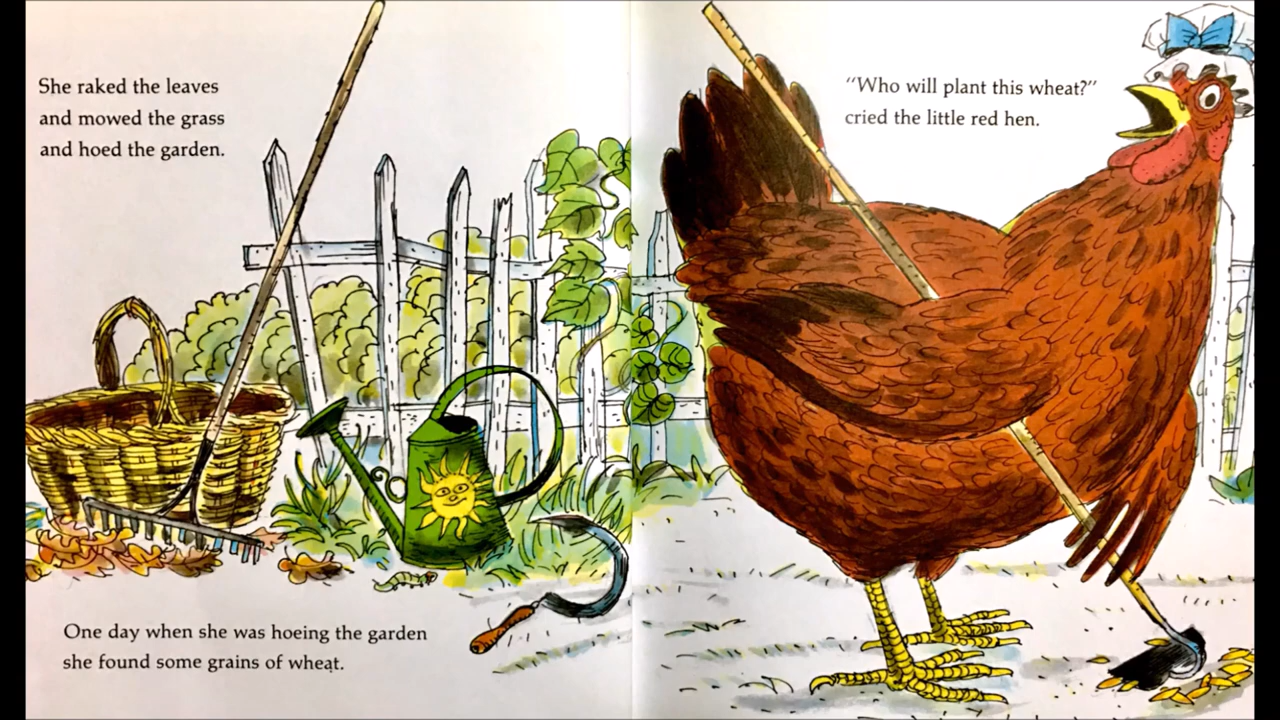 She raked the leaves
and mowed the grass
and hoed the garden.
One day when she was hoeing the garden
she found some grains of wheat.
“Who will plant this wheat?”
cried the little red hen.